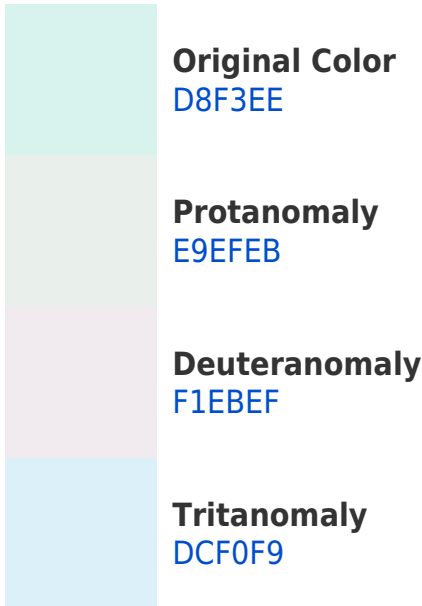 Original Color
D8F3EE
Protanomaly
E9EFEB
Deuteranomaly
F1EBEF
Tritanomaly
DCF0F9